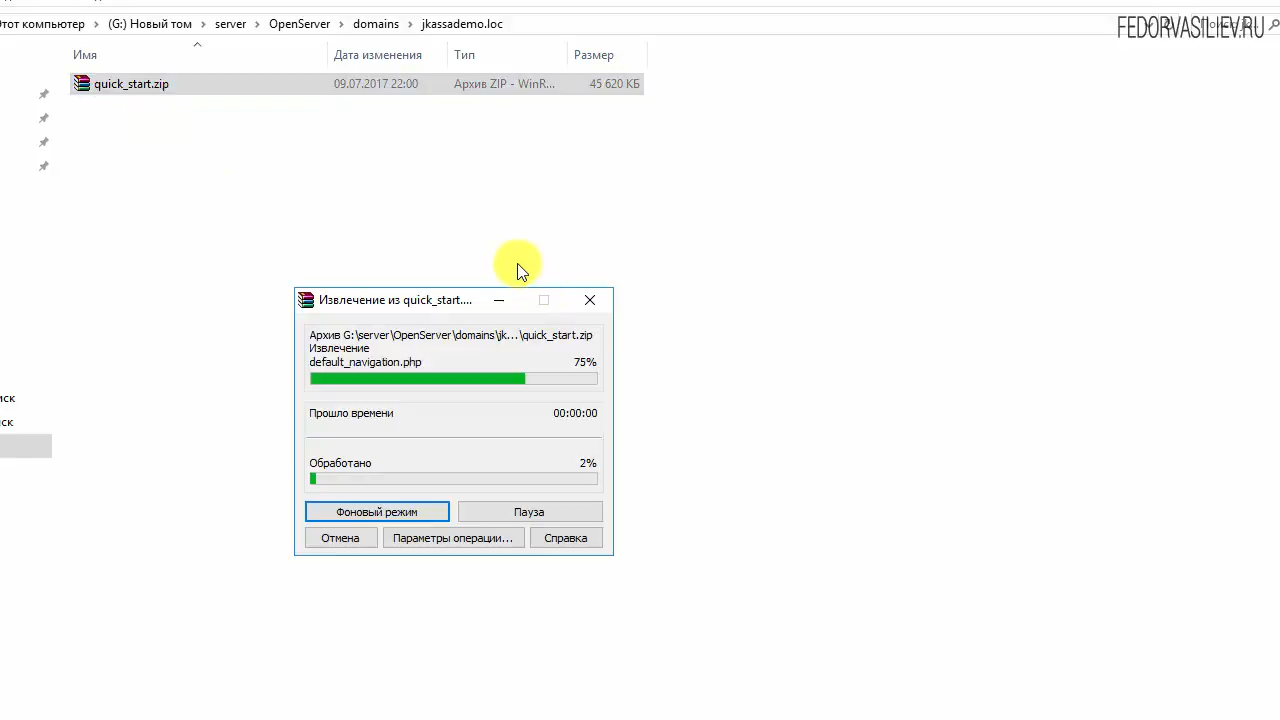 Этот компьютер › (G:) Новый том › server › OpenServer › domains › jkassademo.loc
FEDORVASILIEV.RU
Имя Дата изменения Тип Размер
quick_start.zip 09.07.2017 22:00 Архив ZIP - WinR... 45 620 КБ
Извлечение из quick_start....
Архив G:\server\OpenServer\domains\jk...\quick_start.zip
Извлечение
default_navigation.php 75%
Прошло времени 00:00:00
Обработано 2%
иск
ск
Фоновый режим Пауза
Отмена Параметры операции... Справка